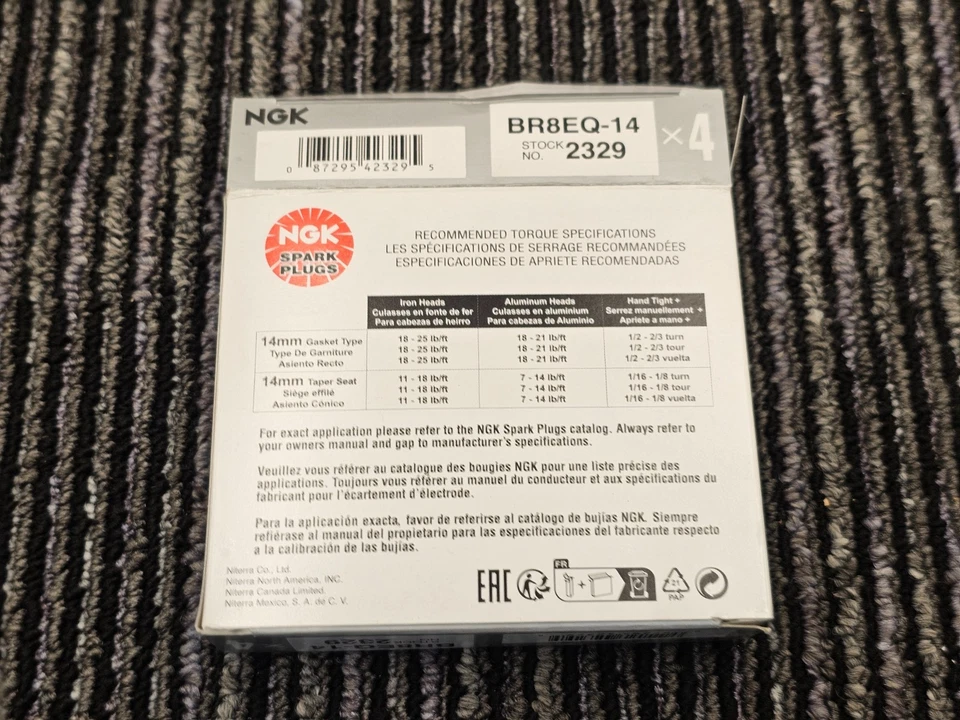 NGK
BR8EQ-14
STOCK NO. 2329
×4
0 87295 42329 5
NGK
SPARK
PLUGS
RECOMMENDED TORQUE SPECIFICATIONS
LES SPÉCIFICATIONS DE SERRAGE RECOMMANDÉES
ESPECIFICACIONES DE APRIETE RECOMENDADAS
Iron Heads
Culasses en fonte de fer
Para cabezas de heirro
Aluminum Heads
Culasses en aluminium
Para cabezas de Aluminio
Hand Tight +
Serrez manuellement +
Apriete a mano +
14mm Gasket Type
Type De Garniture
Asiento Recto
18 - 25 lb/ft
18 - 25 lb/ft
18 - 25 lb/ft
18 - 21 lb/ft
18 - 21 lb/ft
18 - 21 lb/ft
1/2 - 2/3 turn
1/2 - 2/3 tour
1/2 - 2/3 vuelta
14mm Taper Seat
Siège effilé
Asiento Cónico
11 - 18 lb/ft
11 - 18 lb/ft
11 - 18 lb/ft
7 - 14 lb/ft
7 - 14 lb/ft
7 - 14 lb/ft
1/16 - 1/8 turn
1/16 - 1/8 tour
1/16 - 1/8 vuelta
For exact application please refer to the NGK Spark Plugs catalog. Always refer to
your owners manual and gap to manufacturer's specifications.
Veuillez vous référer au catalogue des bougies NGK pour une liste précise des
applications. Toujours vous référer au manuel du conducteur et aux spécifications du
fabricant pour l'écartement d'électrode.
Para la aplicación exacta, favor de referirse al catálogo de bujías NGK. Siempre
refiérase al manual del propietario para las especificaciones del fabricante respecto
a la calibración de las bujías.
Niterra Co., Ltd.
Niterra North America, INC.
Niterra Canada Limited.
Niterra Mexico, S. A. de C. V.
EAC
FR
+
21
PAP
BR8EQ-14
2329